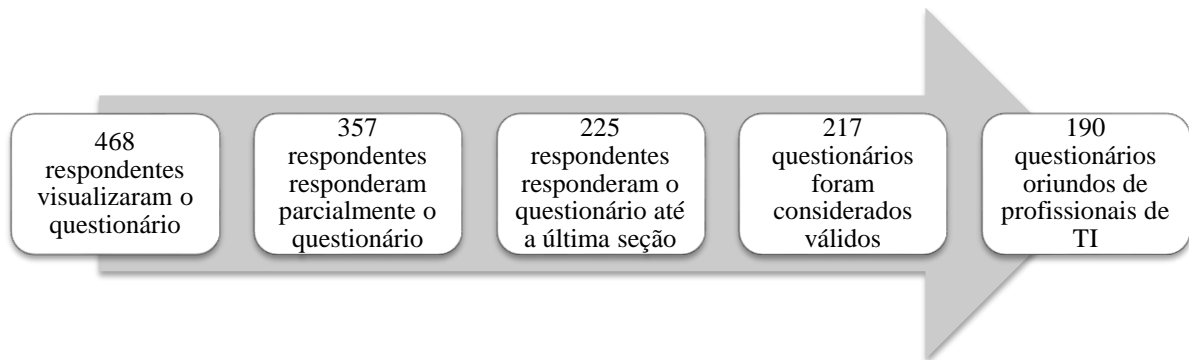 468
respondentes
visualizaram o
questionário
357
respondentes
responderam
parcialmente o
questionário
225
respondentes
responderam o
questionário até
a última seção
217
questionários
foram
considerados
válidos
190
questionários
oriundos de
profissionais de
TI